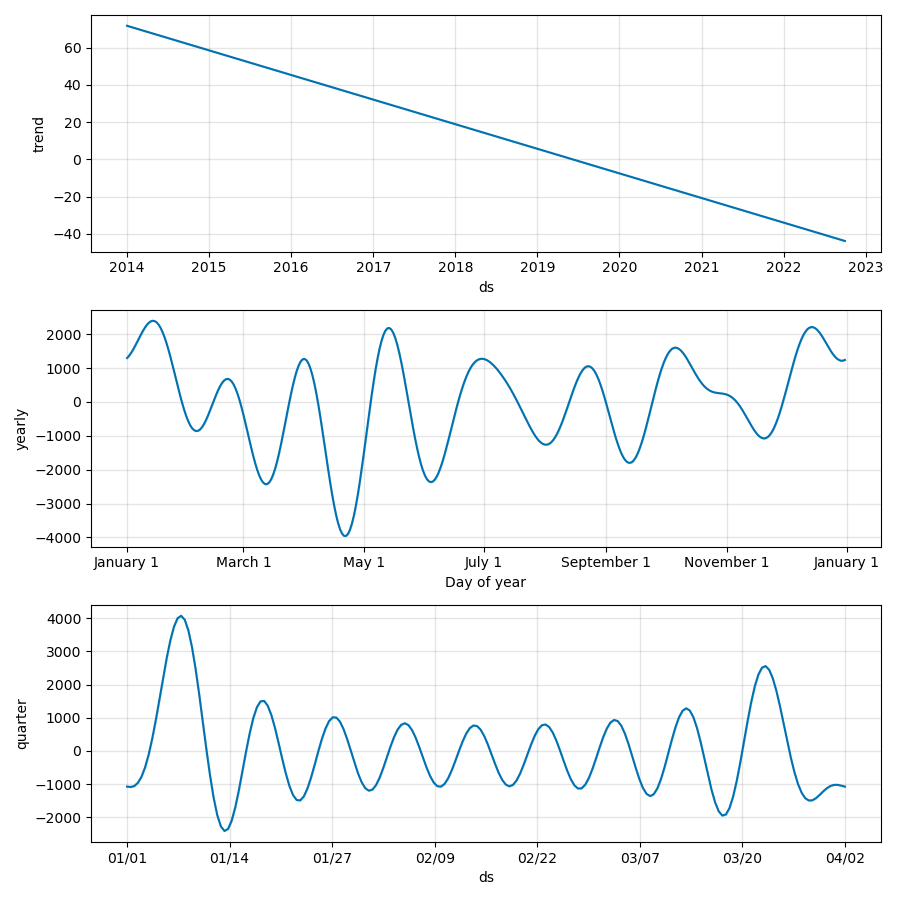 trend
60
40
20
0
−20
−40
2014 2015 2016 2017 2018 2019 2020 2021 2022 2023
ds
yearly
2000
1000
0
−1000
−2000
−3000
−4000
January 1 March 1 May 1 July 1 September 1 November 1 January 1
Day of year
quarter
4000
3000
2000
1000
0
−1000
−2000
01/01 01/14 01/27 02/09 02/22 03/07 03/20 04/02
ds